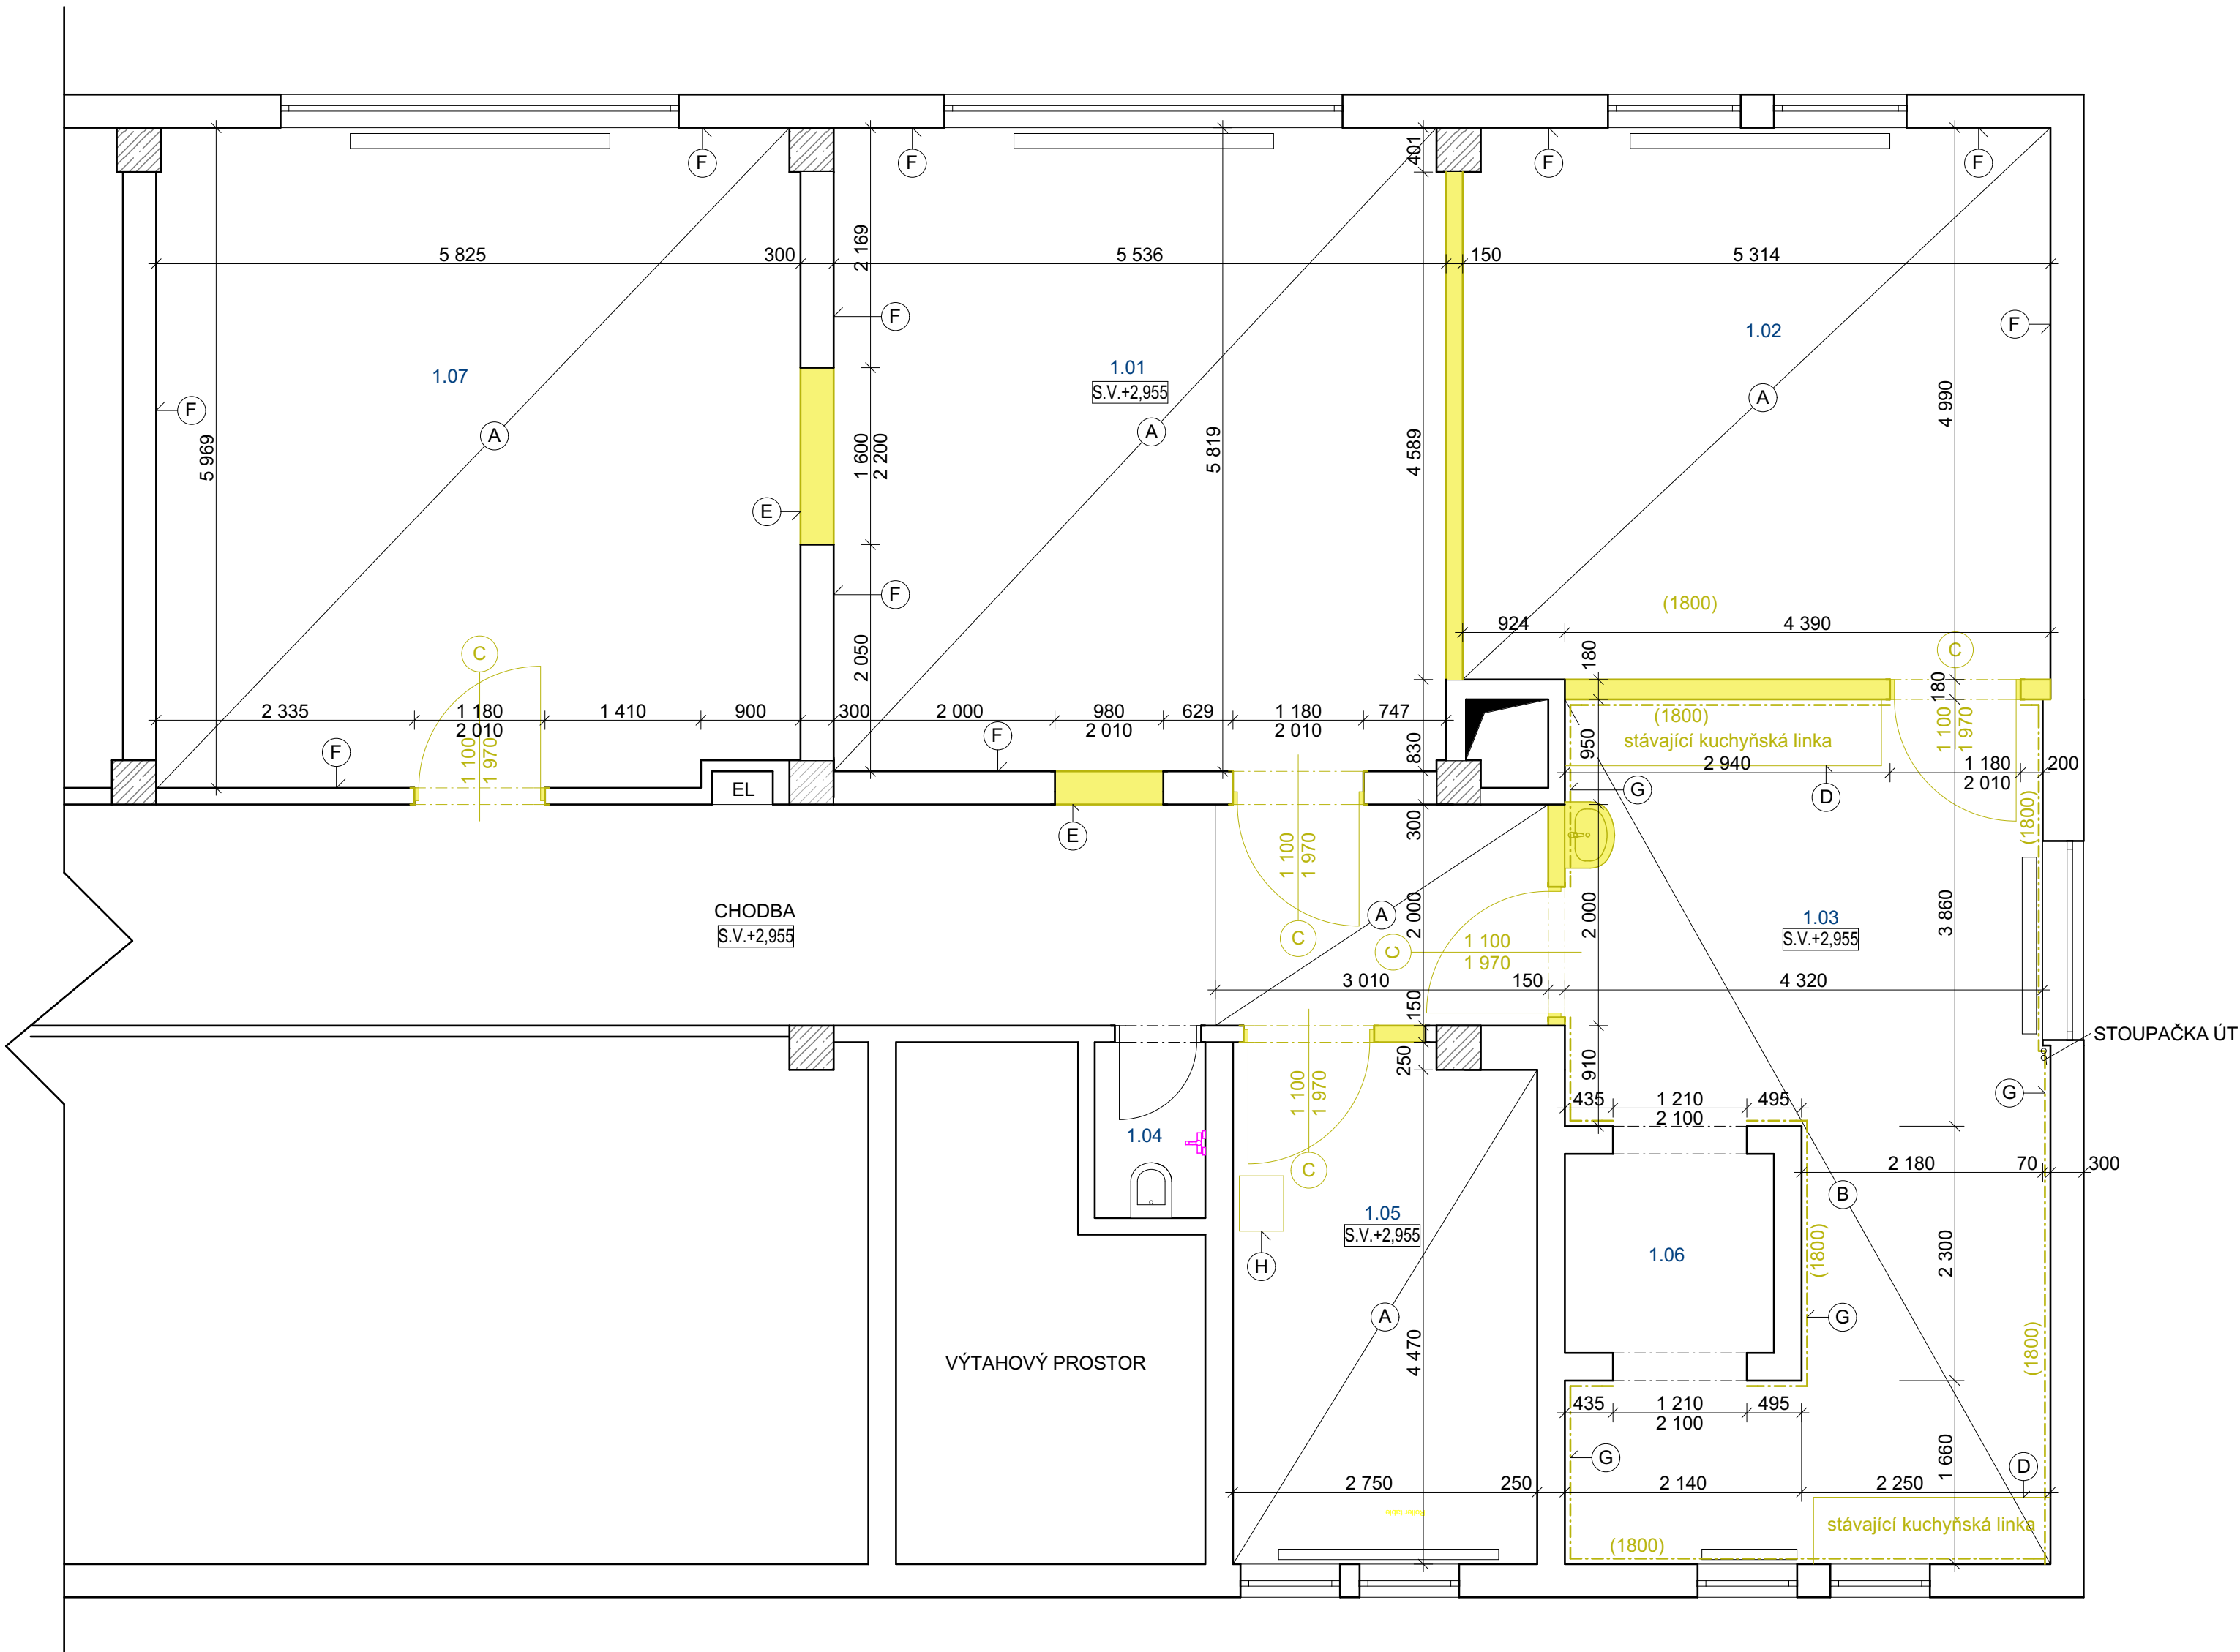 401
F
F
F
F
F
5 825
300
2 169
5 536
150
5 314
F
F
1.07
1.01
S.V.+2,955
1.02
F
A
A
A
4 990
5 969
1 600
2 200
5 819
4 589
E
F
(1800)
924
4 390
C
2 050
180
C
180
2 335
1 180
2 010
1 410
900
300
2 000
980
2 010
629
1 180
2 010
747
1 100
1 970
F
F
830
950
(1800)
stávající kuchyňská linka
1 100
1 970
2 940
1 180
2 010
200
EL
G
D
E
300
1 100
1 970
(1800)
CHODBA
S.V.+2,955
A
2 000
2 000
1.03
S.V.+2,955
3 860
C
C
1 100
1 970
3 010
150
4 320
150
STOUPAČKA ÚT
250
910
1 100
1 970
G
435
1 210
2 100
495
1.04
C
2 180
70
300
B
H
1.05
S.V.+2,955
1.06
(1800)
2 300
A
G
4 470
VÝTAHOVÝ PROSTOR
(1800)
435
1 210
2 100
495
G
1 660
D
2 750
250
2 140
2 250
stávající kuchyňská linka
(1800)